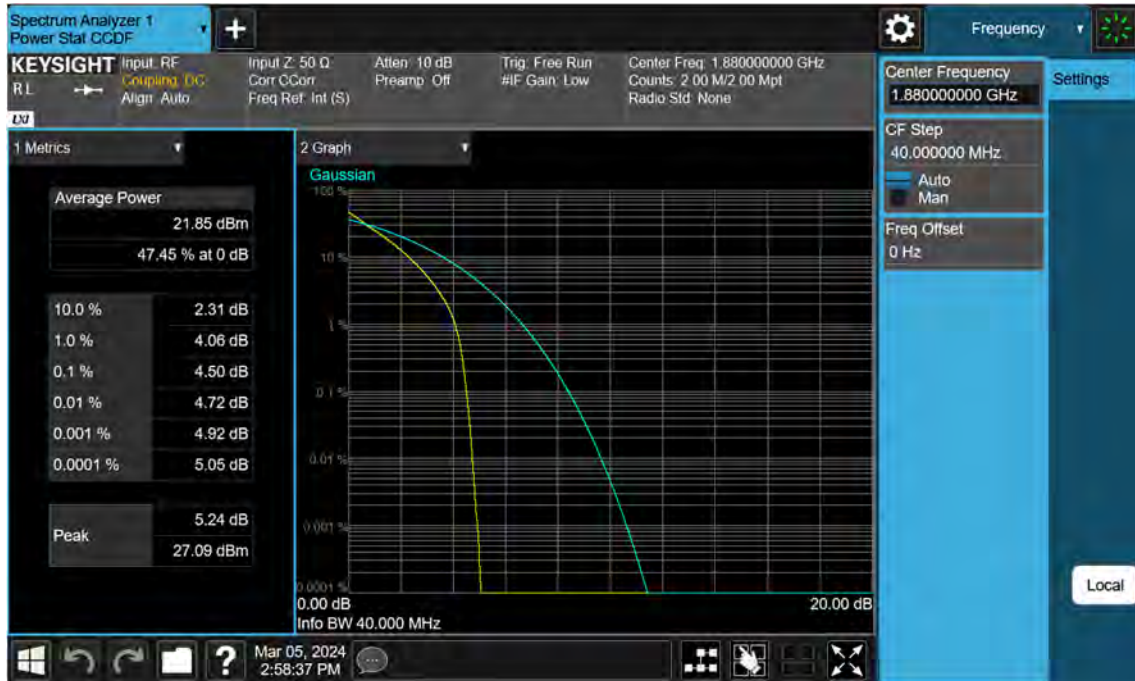 Spectrum Analyzer 1
Power Stat CCDF
+
Frequency
KEYSIGHT
RL
LXI
Input: RF
Coupling: DC
Align: Auto
Input Z: 50 Ω
Corr CCorr
Freq Ref: Int (S)
Atten: 10 dB
Preamp: Off
Trig: Free Run
#IF Gain: Low
Center Freq: 1.880000000 GHz
Counts: 2.00 M/2.00 Mpt
Radio Std: None
Center Frequency
1.880000000 GHz
Settings
CF Step
40.000000 MHz
Auto
Man
Freq Offset
0 Hz
1 Metrics
Average Power
21.85 dBm
47.45 % at 0 dB
10.0 % 2.31 dB
1.0 % 4.06 dB
0.1 % 4.50 dB
0.01 % 4.72 dB
0.001 % 4.92 dB
0.0001 % 5.05 dB
Peak
5.24 dB
27.09 dBm
2 Graph
Gaussian
100 %
10 %
1 %
0.1 %
0.01 %
0.001 %
0.0001 %
0.00 dB 20.00 dB
Info BW 40.000 MHz
Local
?
Mar 05, 2024
2:58:37 PM